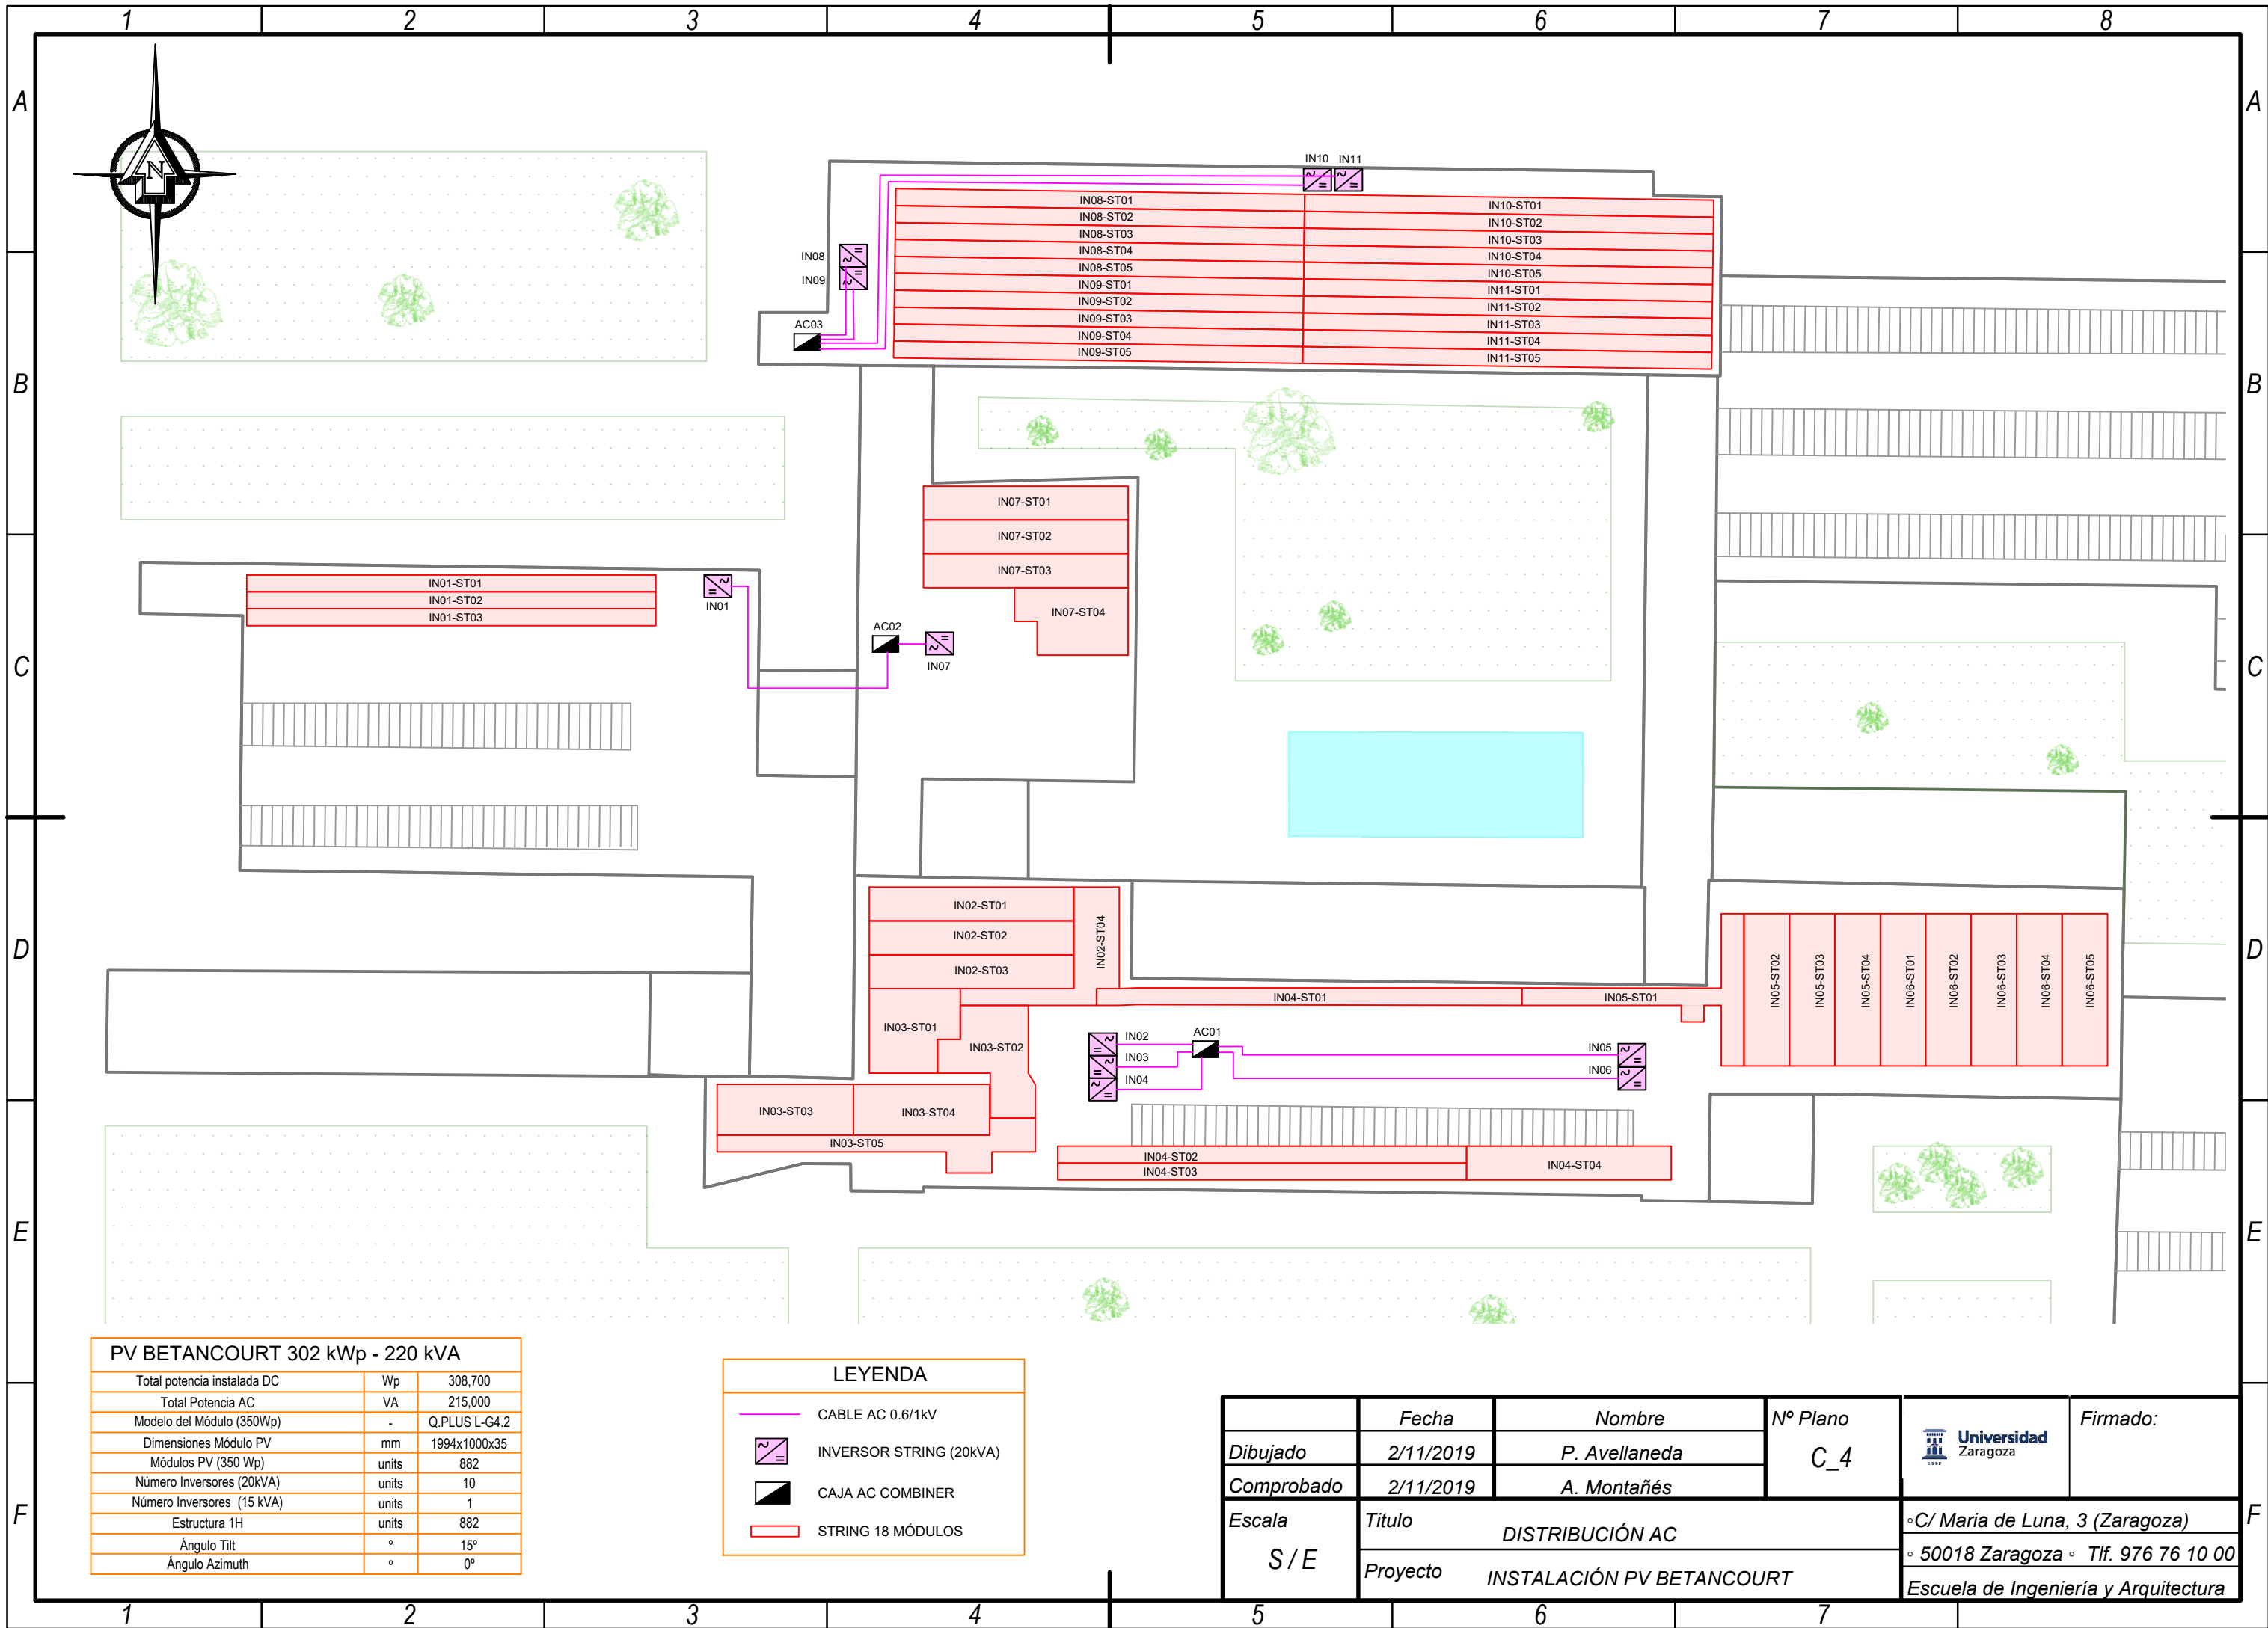 1 2 3 4 5 6 7 8
A A
N
IN10 IN11
IN08-ST01 IN10-ST01
IN08-ST02 IN10-ST02
IN08-ST03 IN10-ST03
IN08-ST04 IN10-ST04
IN08-ST05 IN10-ST05
IN09-ST01 IN11-ST01
IN09-ST02 IN11-ST02
IN09-ST03 IN11-ST03
IN09-ST04 IN11-ST04
IN09-ST05 IN11-ST05
IN08
IN09
AC03
B B
IN07-ST01
IN07-ST02
IN07-ST03
IN07-ST04
IN01-ST01
IN01-ST02
IN01-ST03
IN01
AC02
IN07
C C
IN02-ST01
IN02-ST02
IN02-ST03
IN02-ST04
D D
IN05-ST02
IN05-ST03
IN05-ST04
IN06-ST01
IN06-ST02
IN06-ST03
IN06-ST04
IN06-ST05
IN04-ST01
IN05-ST01
IN03-ST01
IN03-ST02
IN02
IN03
IN04
AC01
IN05
IN06
IN03-ST03
IN03-ST04
IN03-ST05
IN04-ST02
IN04-ST03
IN04-ST04
E E
PV BETANCOURT 302 kWp - 220 kVA
Total potencia instalada DC Wp 308,700
Total Potencia AC VA 215,000
Modelo del Módulo (350Wp) - Q.PLUS L-G4.2
Dimensiones Módulo PV mm 1994x1000x35
Módulos PV (350 Wp) units 882
Número Inversores (20kVA) units 10
Número Inversores (15 kVA) units 1
Estructura 1H units 882
Ángulo Tilt º 15º
Ángulo Azimuth º 0º
LEYENDA
CABLE AC 0.6/1kV
INVERSOR STRING (20kVA)
CAJA AC COMBINER
STRING 18 MÓDULOS
Fecha Nombre Nº Plano Firmado:
Dibujado 2/11/2019 P. Avellaneda C_4
Comprobado 2/11/2019 A. Montañés
Universidad
Zaragoza
1542
Escala
S / E
Titulo DISTRIBUCIÓN AC
Proyecto INSTALACIÓN PV BETANCOURT
◦C/ Maria de Luna, 3 (Zaragoza)
◦ 50018 Zaragoza ◦ Tlf. 976 76 10 00
Escuela de Ingeniería y Arquitectura
F F
1 2 3 4 5 6 7